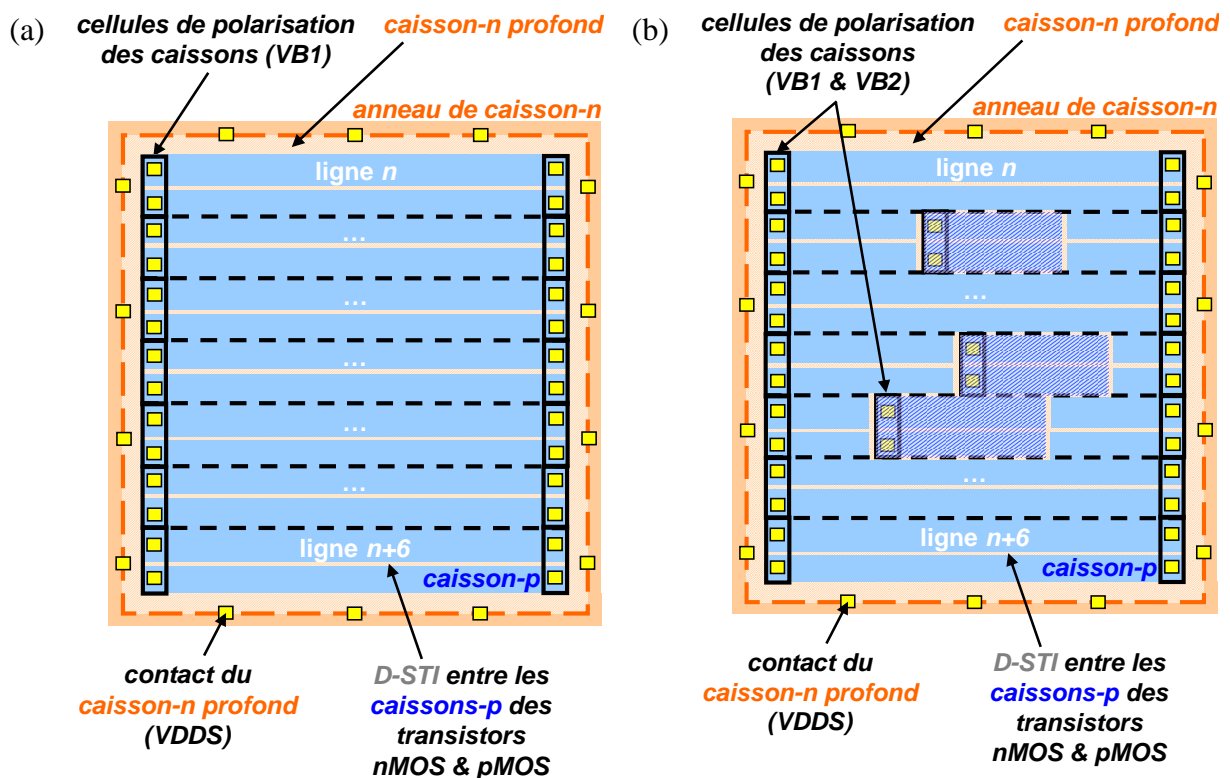 (a)
cellules de polarisation
des caissons (VB1)
caisson-n profond
anneau de caisson-n
ligne n
...
...
...
...
...
ligne n+6
caisson-p
contact du
caisson-n profond
(VDDS)
D-STI entre les
caissons-p des
transistors
nMOS & pMOS
(b)
cellules de polarisation
des caissons
(VB1 & VB2)
caisson-n profond
anneau de caisson-n
ligne n
...
...
ligne n+6
caisson-p
contact du
caisson-n profond
(VDDS)
D-STI entre les
caissons-p des
transistors
nMOS & pMOS